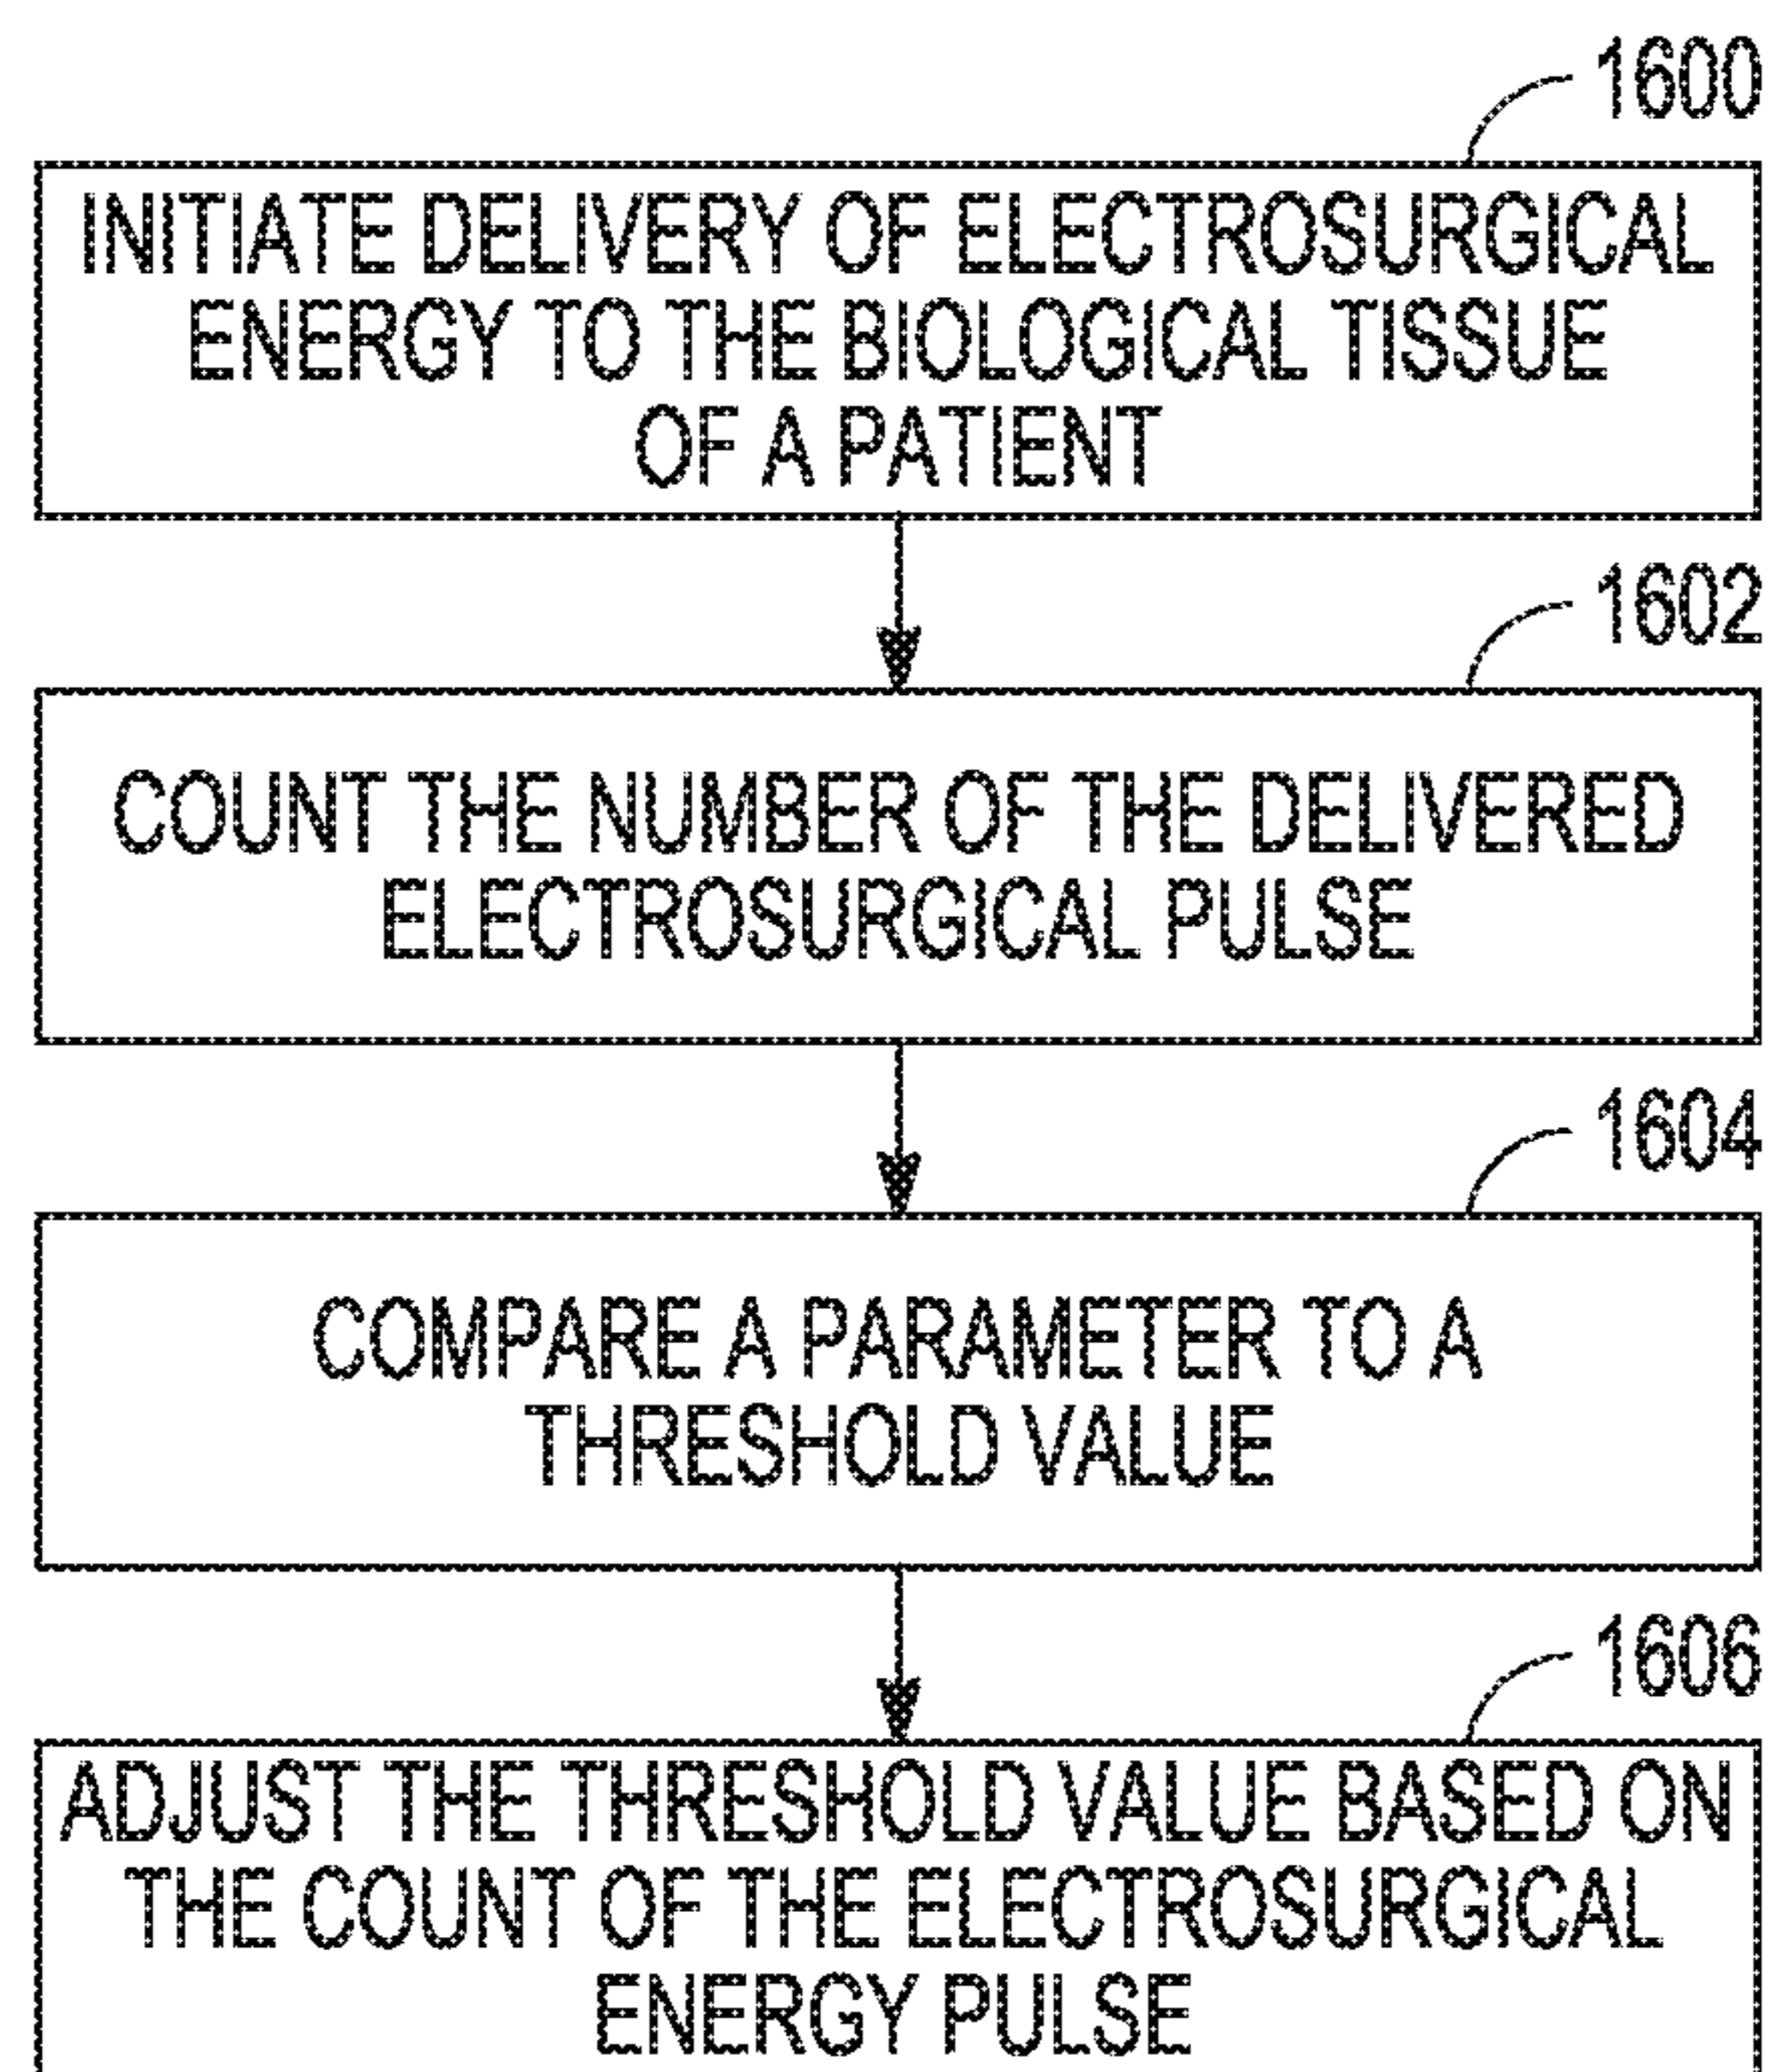 1600
INITIATE DELIVERY OF ELECTROSURGICAL
ENERGY TO THE BIOLOGICAL TISSUE
OF A PATIENT
1602
COUNT THE NUMBER OF THE DELIVERED
ELECTROSURGICAL PULSE
1604
COMPARE A PARAMETER TO A
THRESHOLD VALUE
1606
ADJUST THE THRESHOLD VALUE BASED ON
THE COUNT OF THE ELECTROSURGICAL
ENERGY PULSE